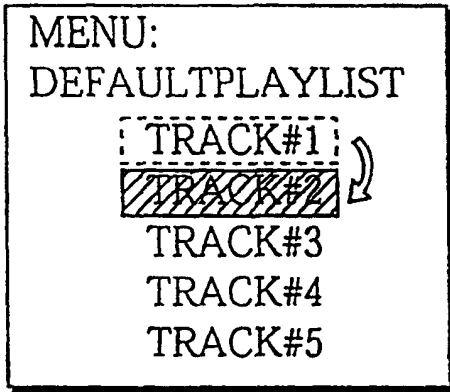 MENU:
DEFAULTPLAYLIST
TRACK#1
TRACK#2
TRACK#3
TRACK#4
TRACK#5